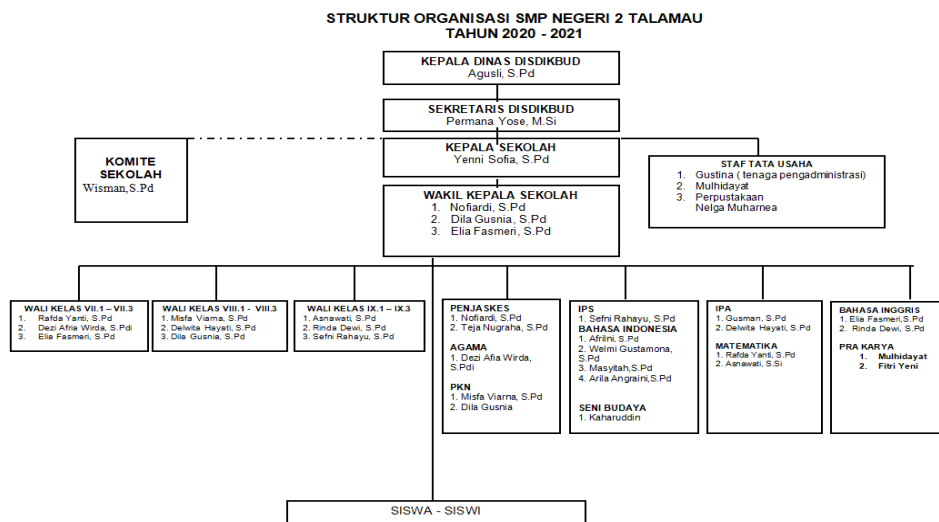 STRUKTUR ORGANISASI SMP NEGERI 2 TALAMAU
TAHUN 2020 - 2021
KEPALA DINAS DISDIKBUD
Agusli, S.Pd
SEKRETARIS DISDIKBUD
Permana Yose, M.Si
KOMITE
SEKOLAH
Wisman,S.Pd
KEPALA SEKOLAH
Yenni Sofia, S.Pd
STAF TATA USAHA
1. Gustina ( tenaga pengadministrasi)
2. Mulhidayat
3. Perpustakaan
Nelga Muharnea
WAKIL KEPALA SEKOLAH
1. Nofiardi, S.Pd
2. Dila Gusnia, S.Pd
3. Elia Fasmeri, S.Pd
WALI KELAS VII.1 – VII.3
1. Rafda Yanti, S.Pd
2. Dezi Afria Wirda, S.Pdi
3. Elia Fasmeri, S.Pd
WALI KELAS VIII.1 - VIII.3
1. Misfa Viarna, S.Pd
2. Delwita Hayati, S.Pd
3. Dila Gusnia, S.Pd
WALI KELAS IX.1 – IX.3
1. Asnawati, S.Pd
2. Rinda Dewi, S.Pd
3. Sefni Rahayu, S.Pd
PENJASKES
1. Nofiardi, S.Pd
2. Teja Nugraha, S.Pd
AGAMA
1. Dezi Afia Wirda,
S.Pdi
PKN
1. Misfa Viarna, S.Pd
2. Dila Gusnia
IPS
1. Sefni Rahayu, S.Pd
BAHASA INDONESIA
1. Afrilni, S.Pd
2. Welmi Gustamona,
S.Pd
3. Masyitah,S.Pd
4. Arila Angraini,S.Pd
SENI BUDAYA
1. Kaharuddin
IPA
1. Gusman, S.Pd
2. Delwita Hayati, S.Pd
MATEMATIKA
1. Rafda Yanti, S.Pd
2. Asnawati, S.Si
BAHASA INGGRIS
1. Elia Fasmeri,S.Pd
2. Rinda Dewi, S.Pd
PRA KARYA
1. Mulhidayat
2. Fitri Yeni
SISWA - SISWI